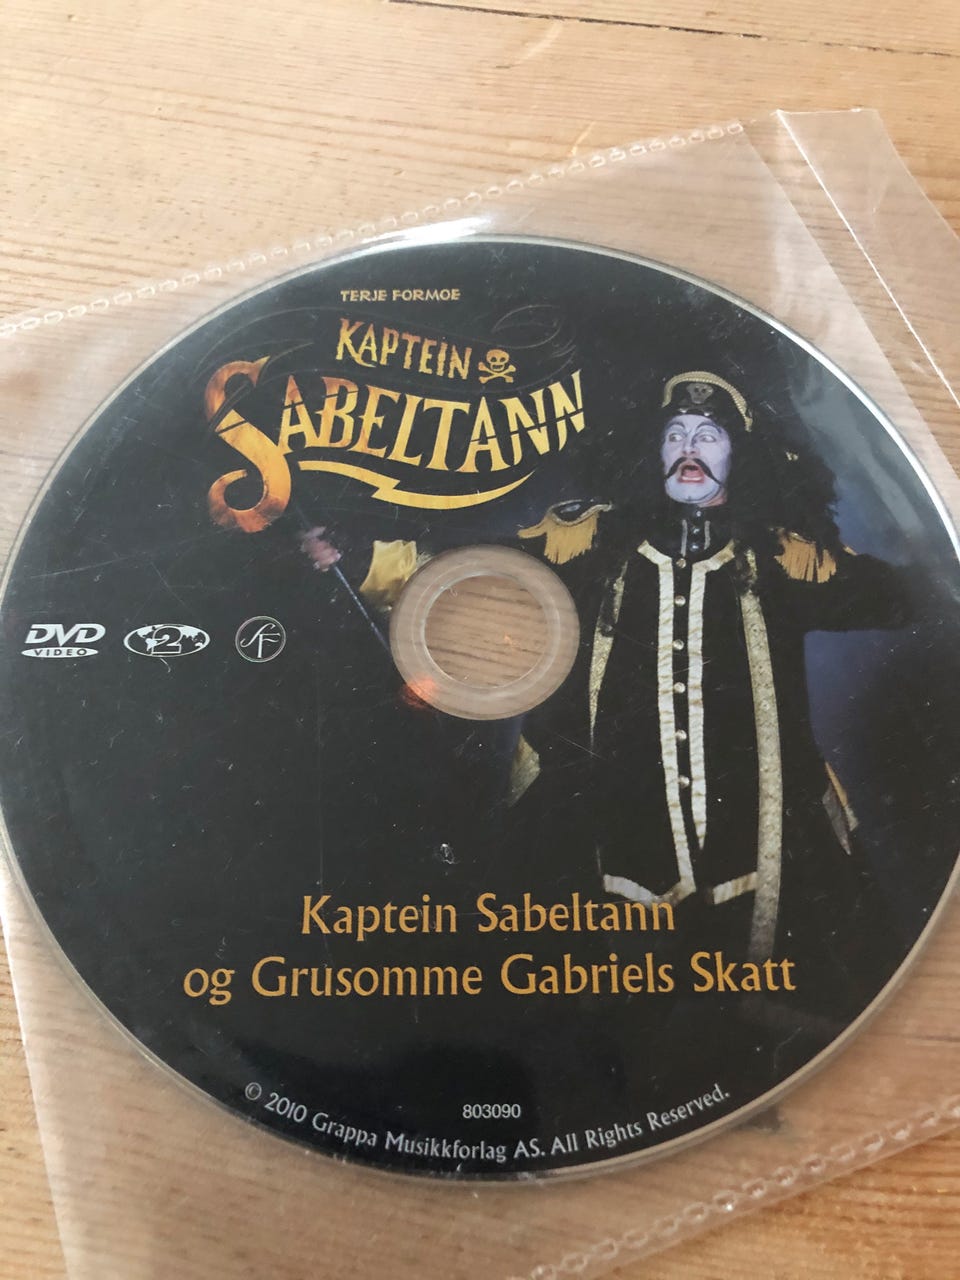 TERJE FORMOE
KAPTEIN
SABELTANN
DVD
VIDEO
2
SF
Kaptein Sabeltann
og Grusomme Gabriels Skatt
803090
© 2010 Grappa Musikkforlag AS. All Rights Reserved.